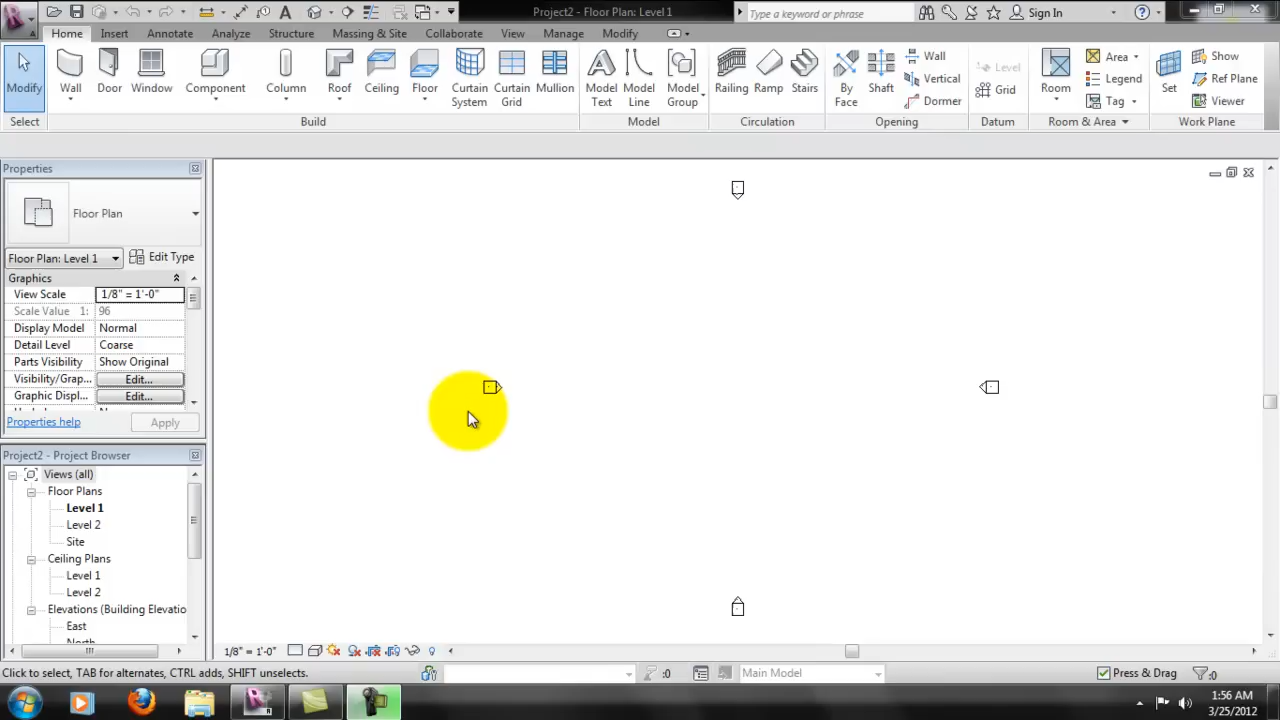 Project2 - Floor Plan: Level 1
Type a keyword or phrase
Sign In
Home Insert Annotate Analyze Structure Massing & Site Collaborate View Manage Modify
Modify Wall Door Window Component Column Roof Ceiling Floor Curtain System Curtain Grid Mullion Model Text Model Line Model Group Railing Ramp Stairs By Face Shaft
Wall
Vertical
Dormer
Level
Grid
Room
Area
Legend
Tag
Set
Show
Ref Plane
Viewer
Select Build Model Circulation Opening Datum Room & Area Work Plane
Properties
Floor Plan
Floor Plan: Level 1 Edit Type
Graphics
View Scale 1/8" = 1'-0"
Scale Value 1: 96
Display Model Normal
Detail Level Coarse
Parts Visibility Show Original
Visibility/Grap... Edit...
Graphic Displ... Edit...
Properties help Apply
Project2 - Project Browser
Views (all)
Floor Plans
Level 1
Level 2
Site
Ceiling Plans
Level 1
Level 2
Elevations (Building Elevatio
East
North
1/8" = 1'-0"
Click to select, TAB for alternates, CTRL adds, SHIFT unselects. :0 Main Model Press & Drag :0
1:56 AM
3/25/2012